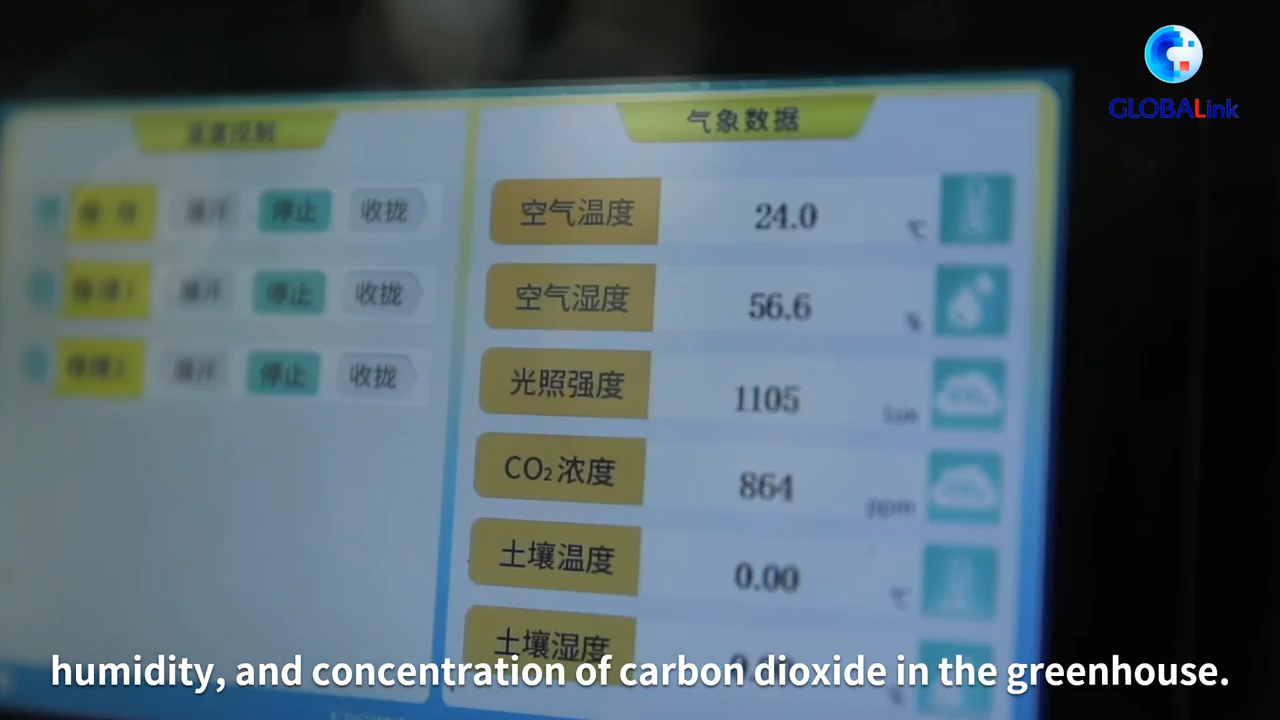 GLOBALink
气象数据
停止 收拢
停止 收拢
停止 收拢
空气温度 24.0 ℃
空气湿度 56.6 %
光照强度 1105 Lux
CO₂浓度 864 ppm
土壤温度 0.00 ℃
土壤湿度
humidity, and concentration of carbon dioxide in the greenhouse.